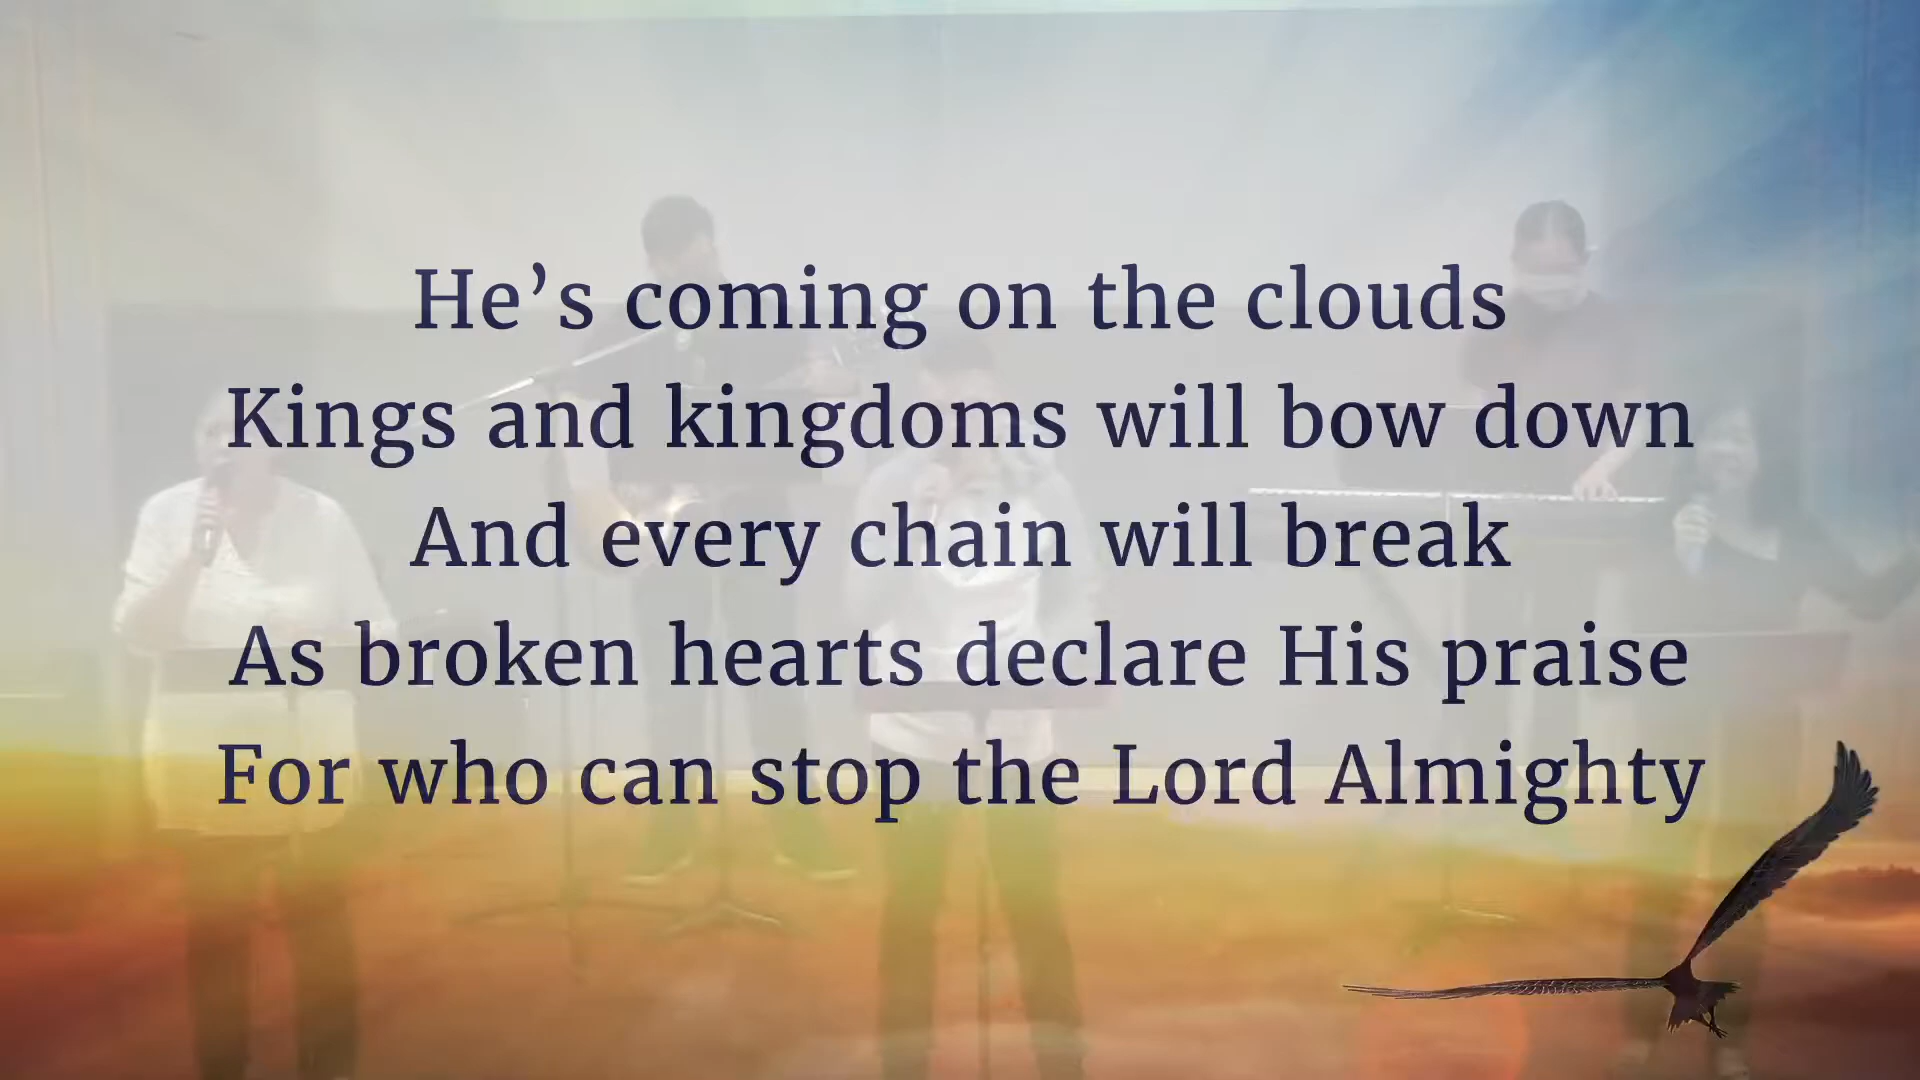 He’s coming on the clouds
Kings and kingdoms will bow down
And every chain will break
As broken hearts declare His praise
For who can stop the Lord Almighty